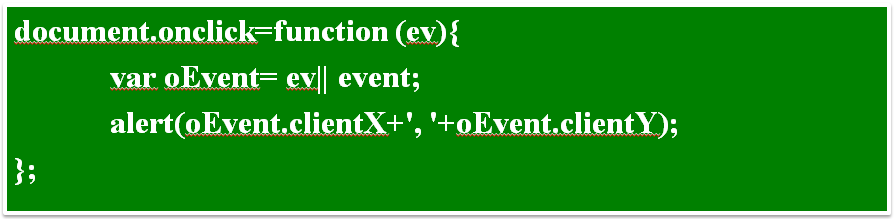 document.onclick=function (ev){
var oEvent= ev|| event;
alert(oEvent.clientX+', '+oEvent.clientY);
};